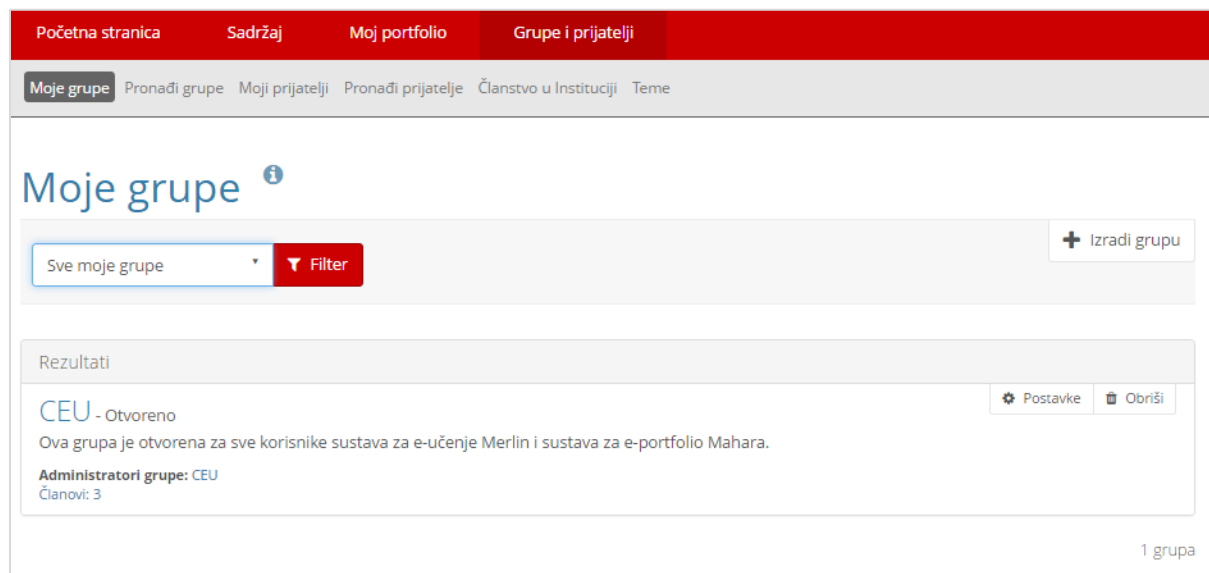 Početna stranica Sadržaj Moj portfolio Grupe i prijatelji
Moje grupe Pronađi grupe Moji prijatelji Pronađi prijatelje Članstvo u Instituciji Teme
Moje grupe
Izradi grupu
Sve moje grupe Filter
Rezultati
CEU - Otvoreno
Postavke Obriši
Ova grupa je otvorena za sve korisnike sustava za e-učenje Merlin i sustava za e-portfolio Mahara.
Administratori grupe: CEU
Članovi: 3
1 grupa